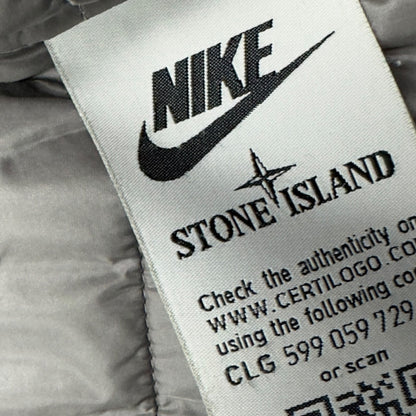 NIKE
STONE ISLAND
Check the authenticity on
WWW.CERTILOGO.CO
using the following co
CLG 599 059 729
or scan